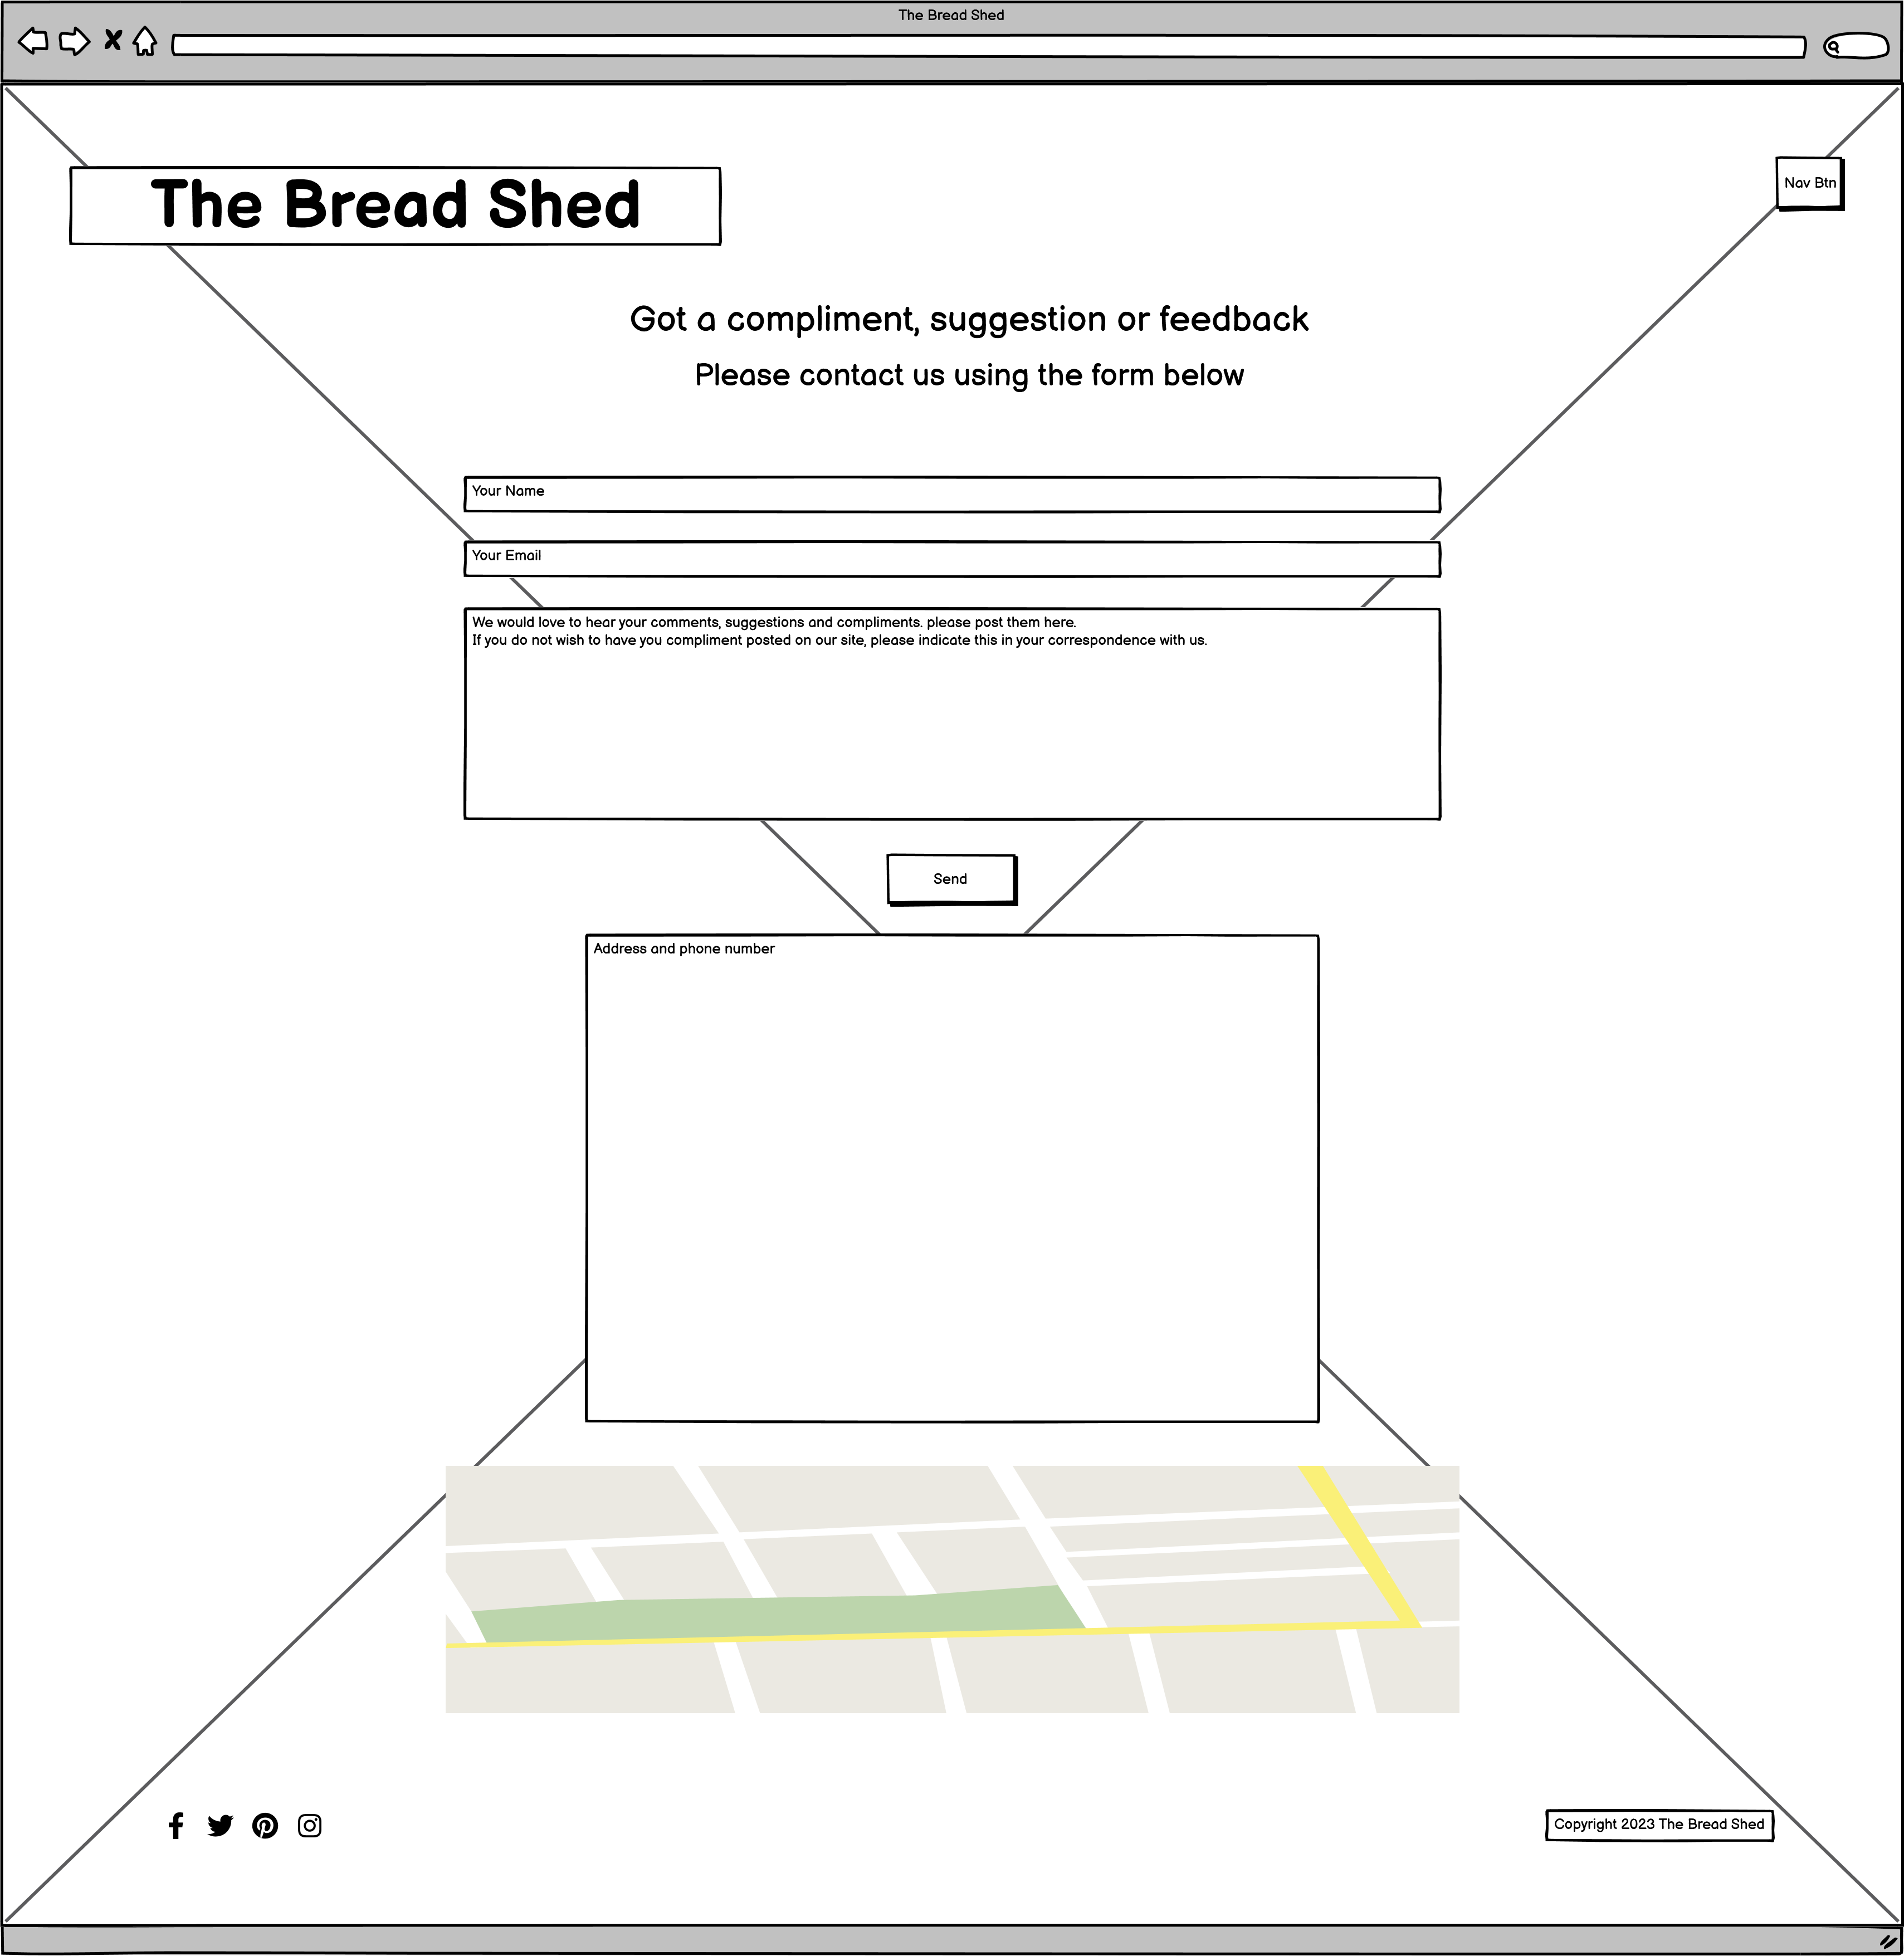 The Bread Shed
The Bread Shed
Nav Btn
Got a compliment, suggestion or feedback
Please contact us using the form below
Your Name
Your Email
We would love to hear your comments, suggestions and compliments. please post them here.
If you do not wish to have you compliment posted on our site, please indicate this in your correspondence with us.
Send
Address and phone number
Copyright 2023 The Bread Shed